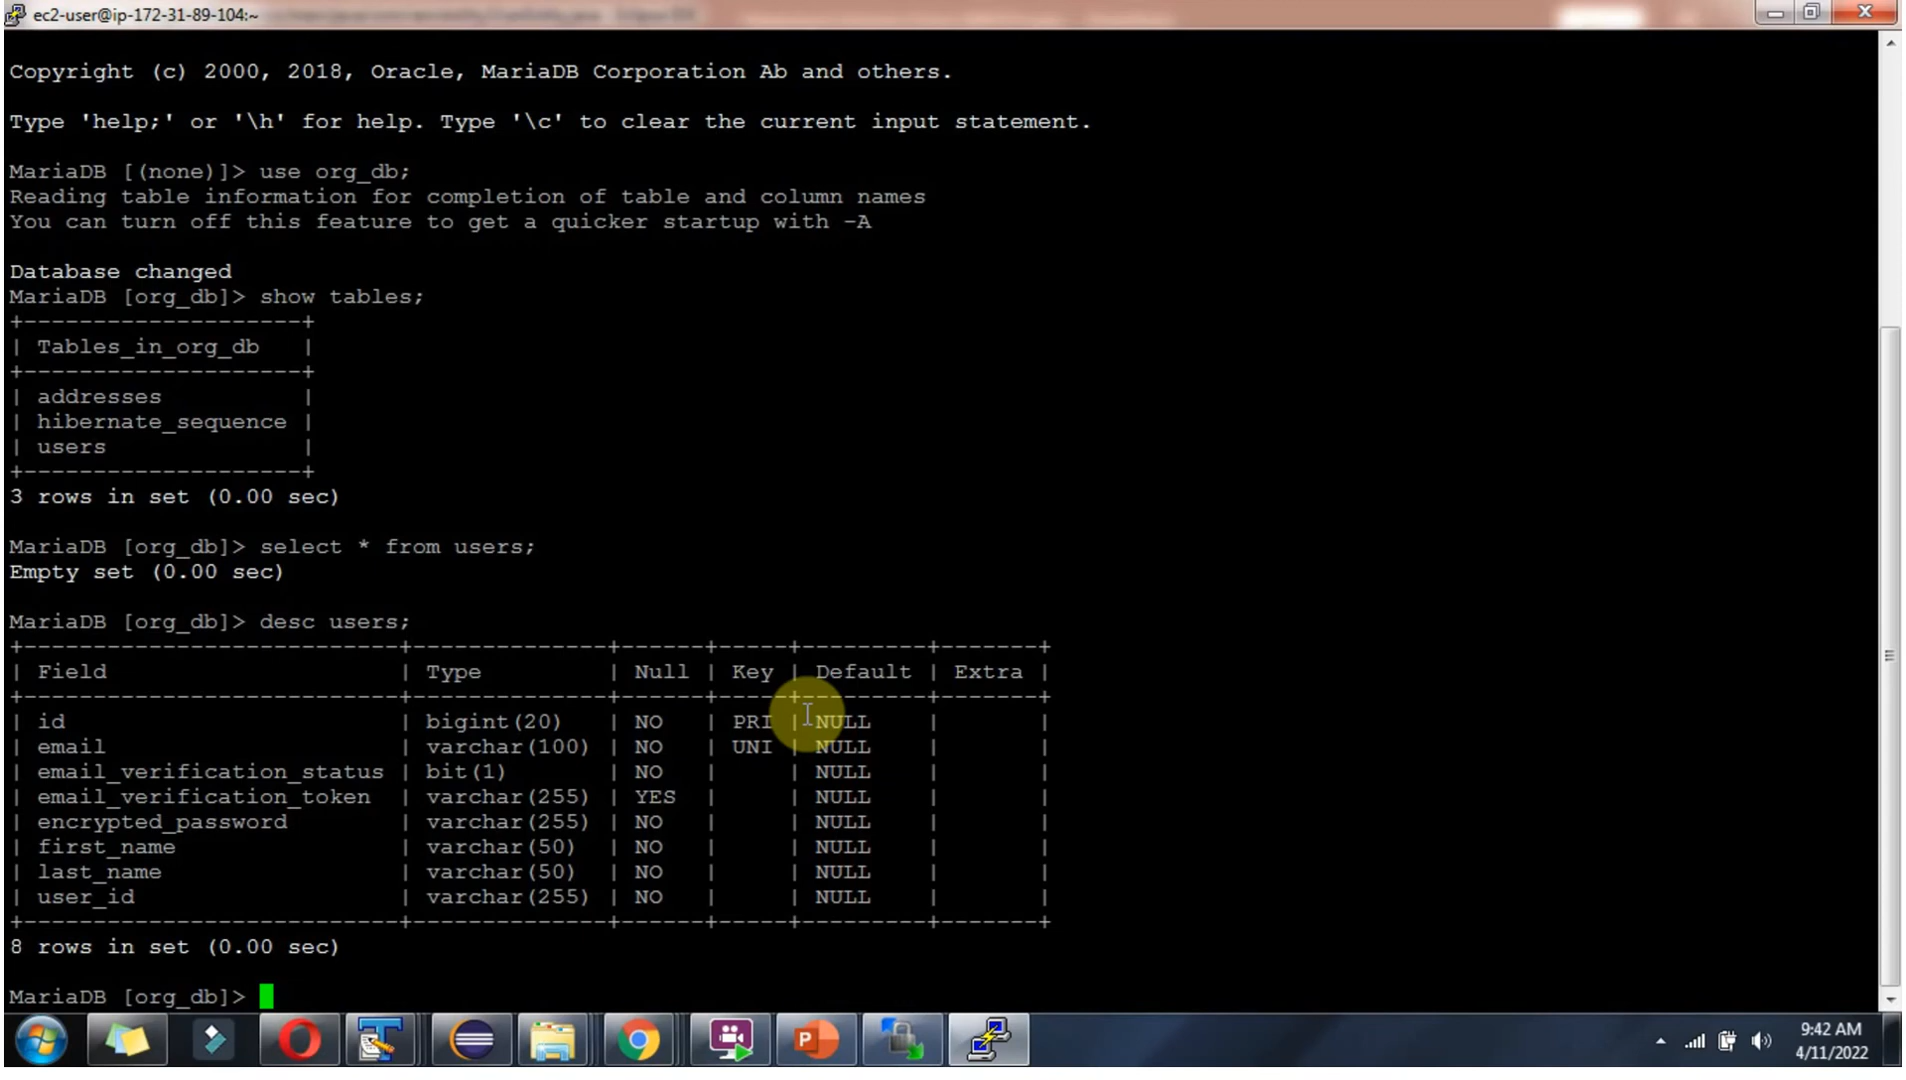 ec2-user@ip-172-31-89-104:~
Copyright (c) 2000, 2018, Oracle, MariaDB Corporation Ab and others.
Type 'help;' or '\h' for help. Type '\c' to clear the current input statement.
MariaDB [(none)]> use org_db;
Reading table information for completion of table and column names
You can turn off this feature to get a quicker startup with -A
Database changed
MariaDB [org_db]> show tables;
+--------------------+
| Tables_in_org_db   |
+--------------------+
| addresses          |
| hibernate_sequence |
| users              |
+--------------------+
3 rows in set (0.00 sec)
MariaDB [org_db]> select * from users;
Empty set (0.00 sec)
MariaDB [org_db]> desc users;
+---------------------------+--------------+------+-----+---------+-------+
| Field                     | Type         | Null | Key | Default | Extra |
+---------------------------+--------------+------+-----+---------+-------+
| id                        | bigint(20)   | NO   | PRI | NULL    |       |
| email                     | varchar(100) | NO   | UNI | NULL    |       |
| email_verification_status | bit(1)       | NO   |     | NULL    |       |
| email_verification_token  | varchar(255) | YES  |     | NULL    |       |
| encrypted_password        | varchar(255) | NO   |     | NULL    |       |
| first_name                | varchar(50)  | NO   |     | NULL    |       |
| last_name                 | varchar(50)  | NO   |     | NULL    |       |
| user_id                   | varchar(255) | NO   |     | NULL    |       |
+---------------------------+--------------+------+-----+---------+-------+
8 rows in set (0.00 sec)
MariaDB [org_db]>
9:42 AM
4/11/2022